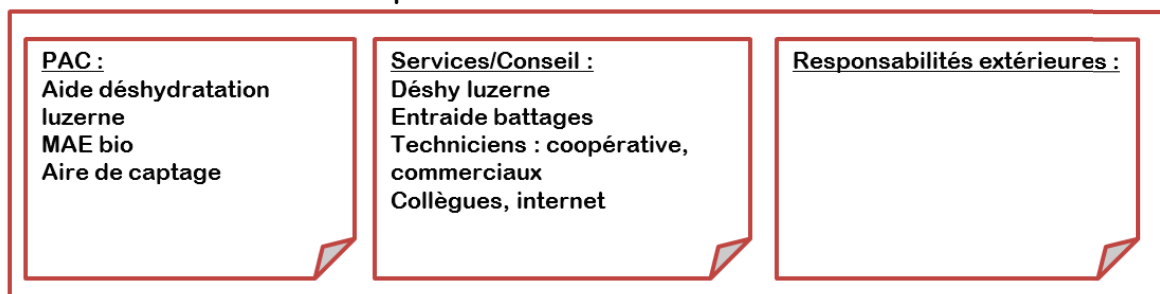 PAC :
Aide déshydratation
luzerne
MAE bio
Aire de captage
Services/Conseil :
Déshy luzerne
Entraide battages
Techniciens : coopérative,
commerciaux
Collègues, internet
Responsabilités extérieures :